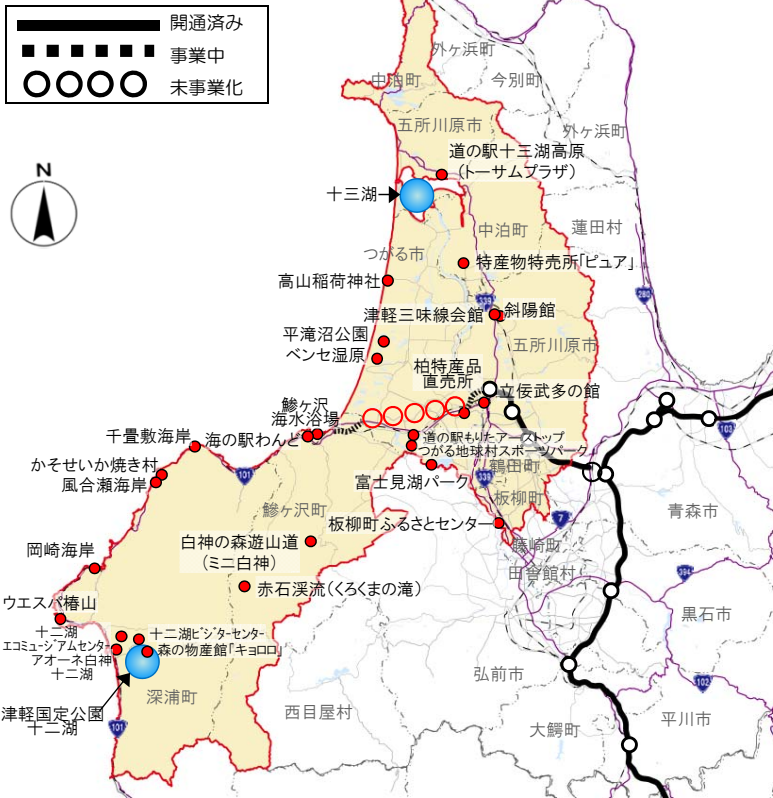 開通済み
事業中
未事業化
N
外ヶ浜町
中泊町
今別町
五所川原市
外ヶ浜町
道の駅十三湖高原
(トーサムプラザ)
十三湖
中泊町
蓬田村
つがる市
特産物特売所「ピュア」
高山稲荷神社
280
339
津軽三味線会館
斜陽館
平滝沼公園
ベンセ湿原
五所川原市
柏特産品
直売所
立佞武多の館
鰺ヶ沢
海水浴場
千畳敷海岸
海の駅わんど
道の駅もりたアーストップ
つがる地球村スポーツパーク
103
かそせいか焼き村
風合瀬海岸
101
富士見湖パーク
339
鶴田町
板柳町
鰺ヶ沢町
板柳町ふるさとセンター
7
青森市
白神の森遊山道
(ミニ白神)
藤崎町
田舎館村
岡崎海岸
394
赤石渓流(くろくまの滝)
ウエスパ椿山
黒石市
十二湖
エコミュージアムセンター
十二湖ビジターセンター
アオーネ白神
十二湖
森の物産館「キョロロ」
弘前市
102
深浦町
津軽国定公園
十二湖
101
西目屋村
大鰐町
平川市